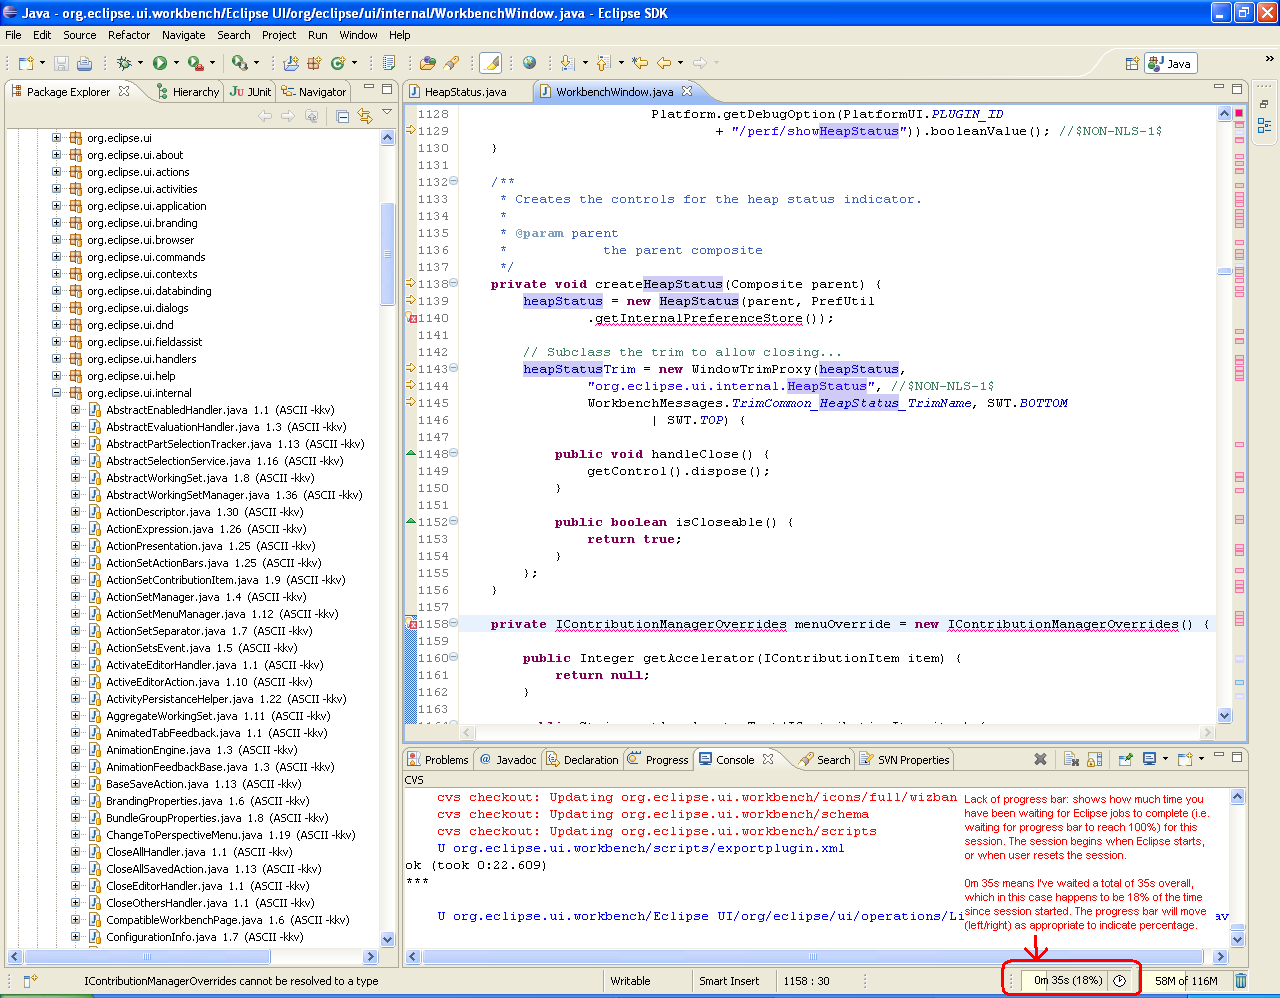 Java - org.eclipse.ui.workbench/Eclipse UI/org/eclipse/ui/internal/WorkbenchWindow.java - Eclipse SDK
File Edit Source Refactor Navigate Search Project Run Window Help
Java
Package Explorer Hierarchy JUnit Navigator
org.eclipse.ui
org.eclipse.ui.about
org.eclipse.ui.actions
org.eclipse.ui.activities
org.eclipse.ui.application
org.eclipse.ui.branding
org.eclipse.ui.browser
org.eclipse.ui.commands
org.eclipse.ui.contexts
org.eclipse.ui.databinding
org.eclipse.ui.dialogs
org.eclipse.ui.dnd
org.eclipse.ui.fieldassist
org.eclipse.ui.handlers
org.eclipse.ui.help
org.eclipse.ui.internal
AbstractEnabledHandler.java 1.1 (ASCII -kkv)
AbstractEvaluationHandler.java 1.3 (ASCII -kkv)
AbstractPartSelectionTracker.java 1.13 (ASCII -kkv)
AbstractSelectionService.java 1.16 (ASCII -kkv)
AbstractWorkingSet.java 1.8 (ASCII -kkv)
AbstractWorkingSetManager.java 1.36 (ASCII -kkv)
ActionDescriptor.java 1.30 (ASCII -kkv)
ActionExpression.java 1.26 (ASCII -kkv)
ActionPresentation.java 1.25 (ASCII -kkv)
ActionSetActionBars.java 1.25 (ASCII -kkv)
ActionSetContributionItem.java 1.9 (ASCII -kkv)
ActionSetManager.java 1.4 (ASCII -kkv)
ActionSetMenuManager.java 1.12 (ASCII -kkv)
ActionSetSeparator.java 1.7 (ASCII -kkv)
ActionSetsEvent.java 1.5 (ASCII -kkv)
ActivateEditorHandler.java 1.1 (ASCII -kkv)
ActiveEditorAction.java 1.10 (ASCII -kkv)
ActivityPersistanceHelper.java 1.22 (ASCII -kkv)
AggregateWorkingSet.java 1.11 (ASCII -kkv)
AnimatedTabFeedback.java 1.1 (ASCII -kkv)
AnimationEngine.java 1.3 (ASCII -kkv)
AnimationFeedbackBase.java 1.3 (ASCII -kkv)
BaseSaveAction.java 1.13 (ASCII -kkv)
BrandingProperties.java 1.6 (ASCII -kkv)
BundleGroupProperties.java 1.8 (ASCII -kkv)
ChangeToPerspectiveMenu.java 1.19 (ASCII -kkv)
CloseAllHandler.java 1.1 (ASCII -kkv)
CloseAllSavedAction.java 1.13 (ASCII -kkv)
CloseEditorHandler.java 1.1 (ASCII -kkv)
CloseOthersHandler.java 1.1 (ASCII -kkv)
CompatibleWorkbenchPage.java 1.6 (ASCII -kkv)
ConfigurationInfo.java 1.7 (ASCII -kkv)
HeapStatus.java WorkbenchWindow.java
1128 Platform.getDebugOption(PlatformUI.PLUGIN_ID
1129 + "/perf/showHeapStatus")).booleanValue(); //$NON-NLS-1$
1130 }
1131
1132 /**
1133 * Creates the controls for the heap status indicator.
1134 *
1135 * @param parent
1136 * the parent composite
1137 */
1138 private void createHeapStatus(Composite parent) {
1139 heapStatus = new HeapStatus(parent, PrefUtil
1140 .getInternalPreferenceStore());
1141
1142 // Subclass the trim to allow closing...
1143 heapStatusTrim = new WindowTrimProxy(heapStatus,
1144 "org.eclipse.ui.internal.HeapStatus", //$NON-NLS-1$
1145 WorkbenchMessages.TrimCommon_HeapStatus_TrimName, SWT.BOTTOM
1146 | SWT.TOP) {
1147
1148 public void handleClose() {
1149 getControl().dispose();
1150 }
1151
1152 public boolean isCloseable() {
1153 return true;
1154 }
1155 };
1156 }
1157
1158 private IContributionManagerOverrides menuOverride = new IContributionManagerOverrides() {
1159
1160 public Integer getAccelerator(IContributionItem item) {
1161 return null;
1162 }
1163
Problems Javadoc Declaration Progress Console Search SVN Properties
CVS
cvs checkout: Updating org.eclipse.ui.workbench/icons/full/wizban
cvs checkout: Updating org.eclipse.ui.workbench/schema
cvs checkout: Updating org.eclipse.ui.workbench/scripts
U org.eclipse.ui.workbench/scripts/exportplugin.xml
ok (took 0:22.609)
***
U org.eclipse.ui.workbench/Eclipse UI/org/eclipse/ui/operations/Li
Lack of progress bar: shows how much time you
have been waiting for Eclipse jobs to complete (i.e.
waiting for progress bar to reach 100%) for this
session. The session begins when Eclipse starts,
or when user resets the session.
0m 35s means I've waited a total of 35s overall,
which in this case happens to be 18% of the time
since session started. The progress bar will move
(left/right) as appropriate to indicate percentage.
IContributionManagerOverrides cannot be resolved to a type
Writable
Smart Insert
1158 : 30
0m 35s (18%)
58M of 116M